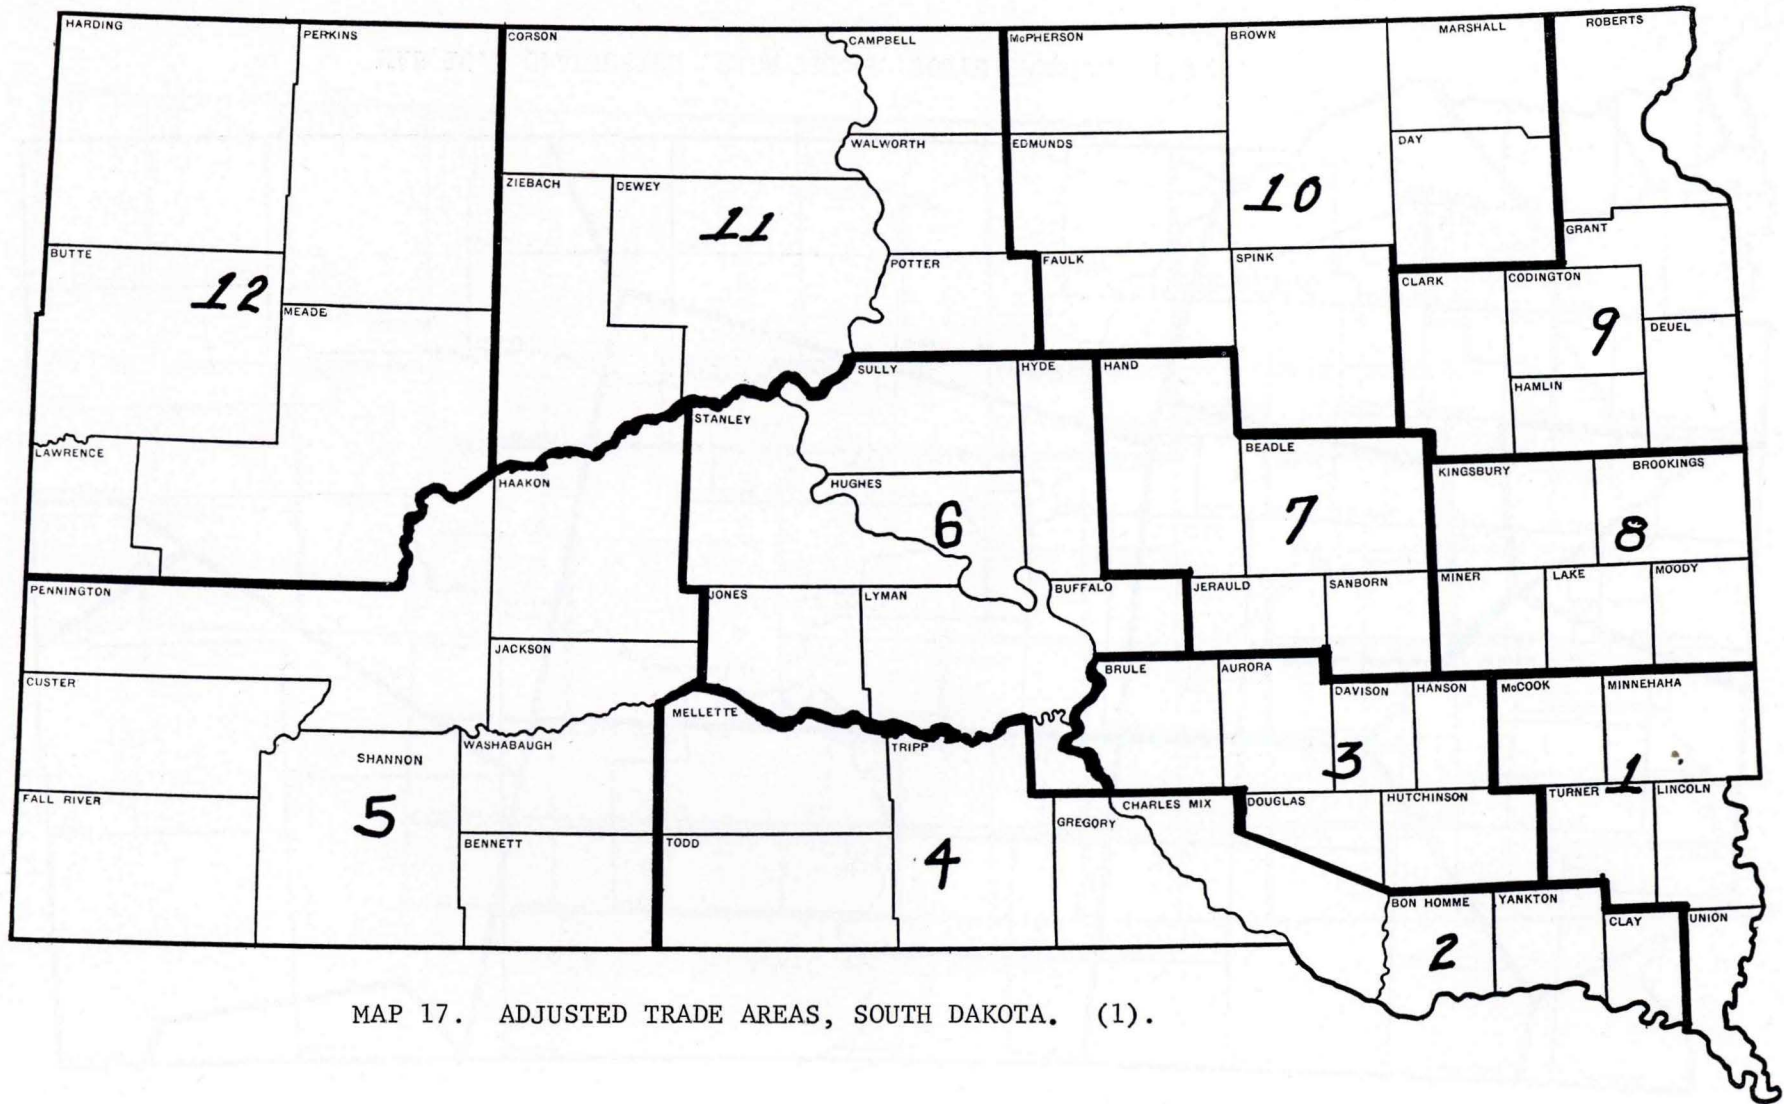 HARDING
PERKINS
CORSON
CAMPBELL
McPHERSON
BROWN
MARSHALL
ROBERTS
WALWORTH
EDMUNDS
DAY
ZIEBACH
DEWEY
11
10
GRANT
BUTTE
12
MEADE
POTTER
FAULK
SPINK
CLARK
CODINGTON
9
DEUEL
SULLY
HYDE
HAND
HAMLIN
STANLEY
LAWRENCE
HAAKON
HUGHES
6
BEADLE
7
KINGSBURY
BROOKINGS
8
PENNINGTON
JONES
LYMAN
BUFFALO
JERAULD
SANBORN
MINER
LAKE
MOODY
JACKSON
CUSTER
MELLETTE
BRULE
AURORA
DAVISON
HANSON
McCOOK
MINNEHAHA
SHANNON
WASHABAUGH
TRIPP
3
1
FALL RIVER
5
BENNETT
TODD
4
GREGORY
CHARLES MIX
DOUGLAS
HUTCHINSON
TURNER
LINCOLN
BON HOMME
YANKTON
CLAY
UNION
2
MAP 17. ADJUSTED TRADE AREAS, SOUTH DAKOTA. (1).